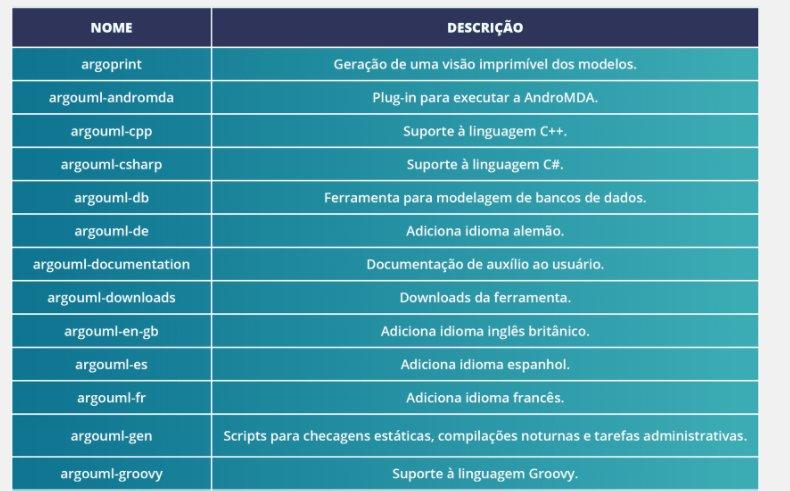 NOME DESCRIÇÃO
argoprint Geração de uma visão imprimível dos modelos.
argouml-andromda Plug-in para executar a AndroMDA.
argouml-cpp Suporte à linguagem C++.
argouml-csharp Suporte à linguagem C#.
argouml-db Ferramenta para modelagem de bancos de dados.
argouml-de Adiciona idioma alemão.
argouml-documentation Documentação de auxílio ao usuário.
argouml-downloads Downloads da ferramenta.
argouml-en-gb Adiciona idioma inglês britânico.
argouml-es Adiciona idioma espanhol.
argouml-fr Adiciona idioma francês.
argouml-gen Scripts para checagens estáticas, compilações noturnas e tarefas administrativas.
argouml-groovy Suporte à linguagem Groovy.